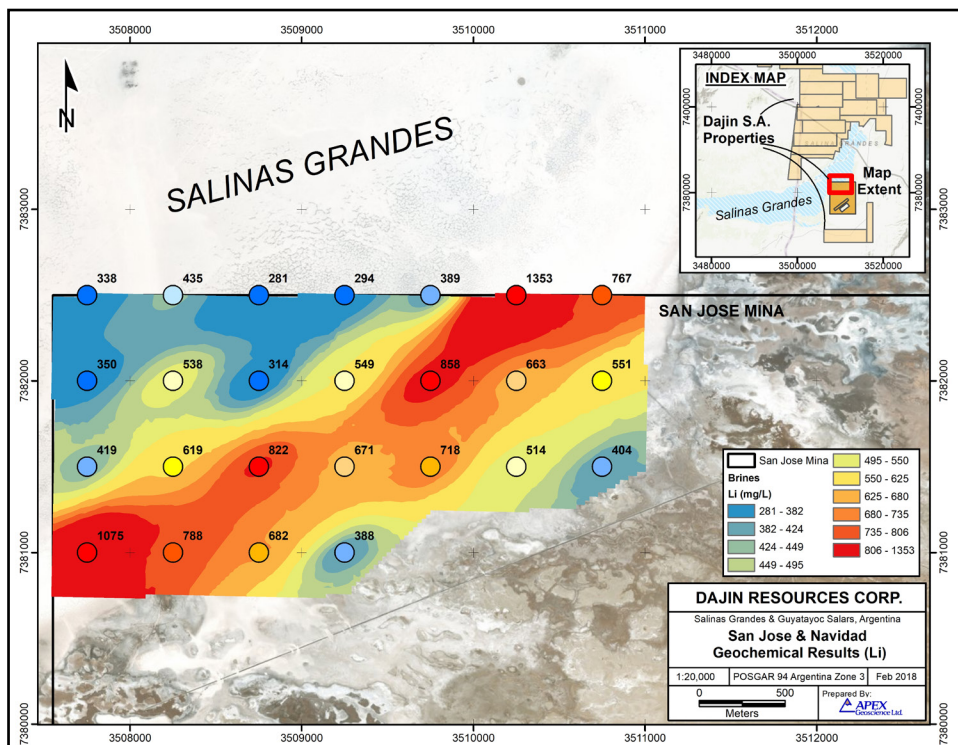 3508000
3509000
3510000
3511000
3512000
N
SALINAS GRANDES
3480000
3500000
3520000
INDEX MAP
Dajin S.A.
Properties
SALINAS GRANDES
Map
Extent
Salinas Grandes
7400000
7380000
7400000
7380000
3480000
3500000
3520000
7383000
7383000
338
435
281
294
389
1353
767
SAN JOSE MINA
350
538
314
549
858
663
551
7382000
7382000
419
619
822
671
718
514
404
1075
788
682
388
7381000
7381000
San Jose Mina
Brines
Li (mg/L)
281 - 382
382 - 424
424 - 449
449 - 495
495 - 550
550 - 625
625 - 680
680 - 735
735 - 806
806 - 1353
DAJIN RESOURCES CORP.
Salinas Grandes & Guyatayoc Salars, Argentina
San Jose & Navidad
Geochemical Results (Li)
1:20,000 POSGAR 94 Argentina Zone 3 Feb 2018
0 500
Meters
Prepared By:
APEX
Geoscience Ltd.
7380000
7380000
3508000
3509000
3510000
3511000
3512000